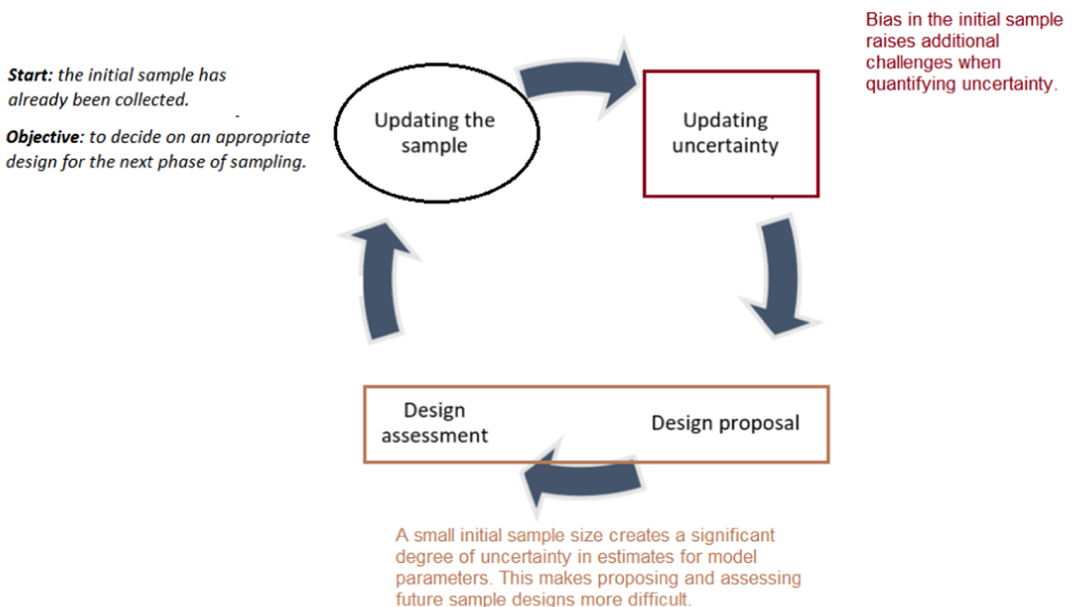 Start: the initial sample has
already been collected.
Objective: to decide on an appropriate
design for the next phase of sampling.
Updating the
sample
Updating
uncertainty
Bias in the initial sample
raises additional
challenges when
quantifying uncertainty.
Design
assessment
Design proposal
A small initial sample size creates a significant
degree of uncertainty in estimates for model
parameters. This makes proposing and assessing
future sample designs more difficult.